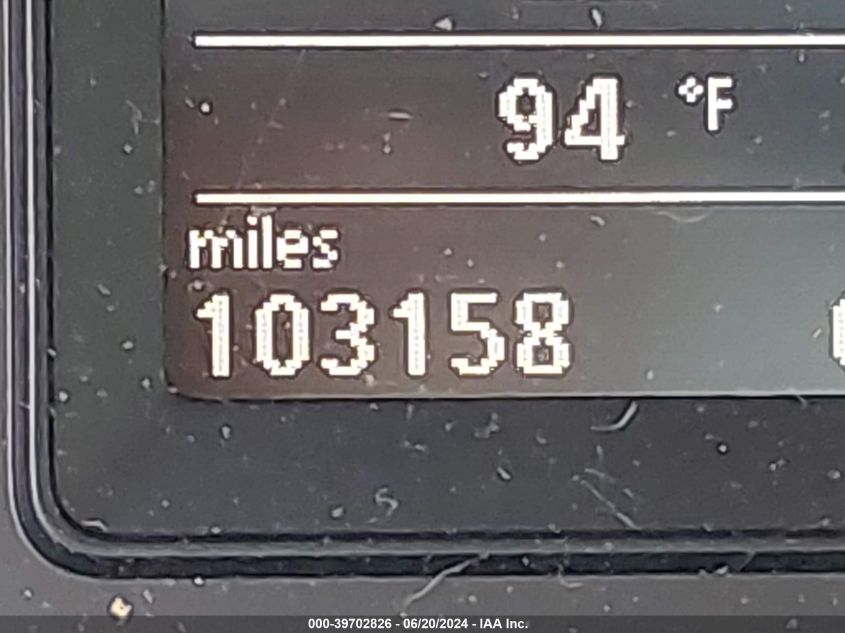 94 °F
miles
103158
000-39702826 - 06/20/2024 - IAA Inc.